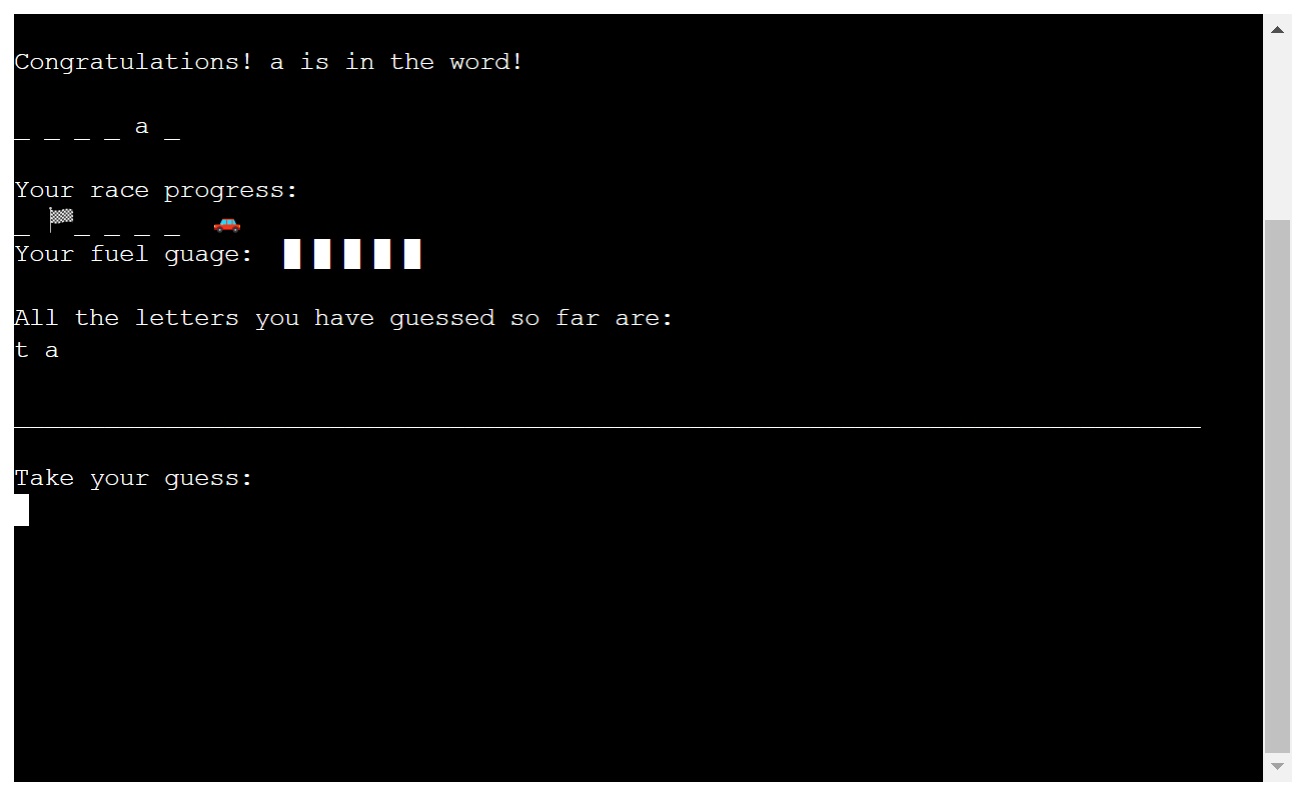 Congratulations! a is in the word!
_ _ _ _ a _
Your race progress:
_ 🏁_ _ _ _ 🚗
Your fuel guage: █ █ █ █ █
All the letters you have guessed so far are:
t a
_______________________________________________________________________________
Take your guess: